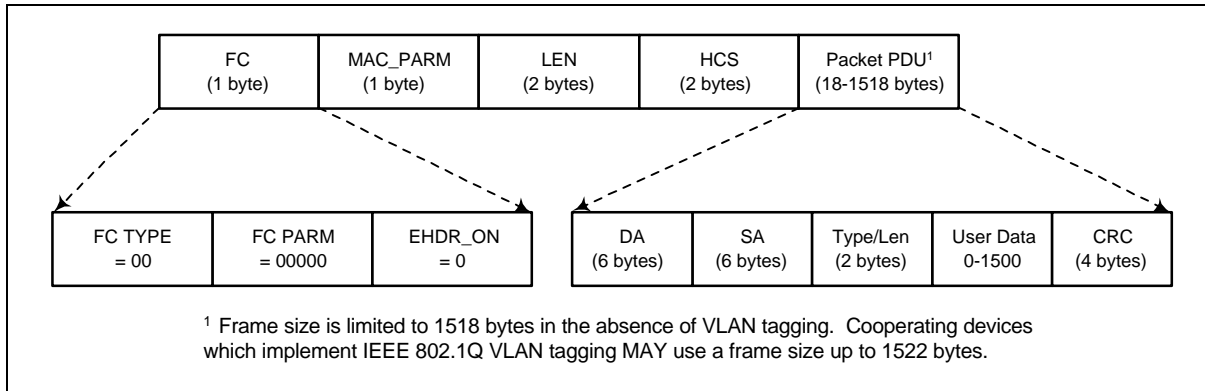 FC
(1 byte)
MAC_PARM
(1 byte)
LEN
(2 bytes)
HCS
(2 bytes)
Packet PDU¹
(18-1518 bytes)
FC TYPE
= 00
FC PARM
= 00000
EHDR_ON
= 0
DA
(6 bytes)
SA
(6 bytes)
Type/Len
(2 bytes)
User Data
0-1500
CRC
(4 bytes)
¹ Frame size is limited to 1518 bytes in the absence of VLAN tagging. Cooperating devices
which implement IEEE 802.1Q VLAN tagging MAY use a frame size up to 1522 bytes.